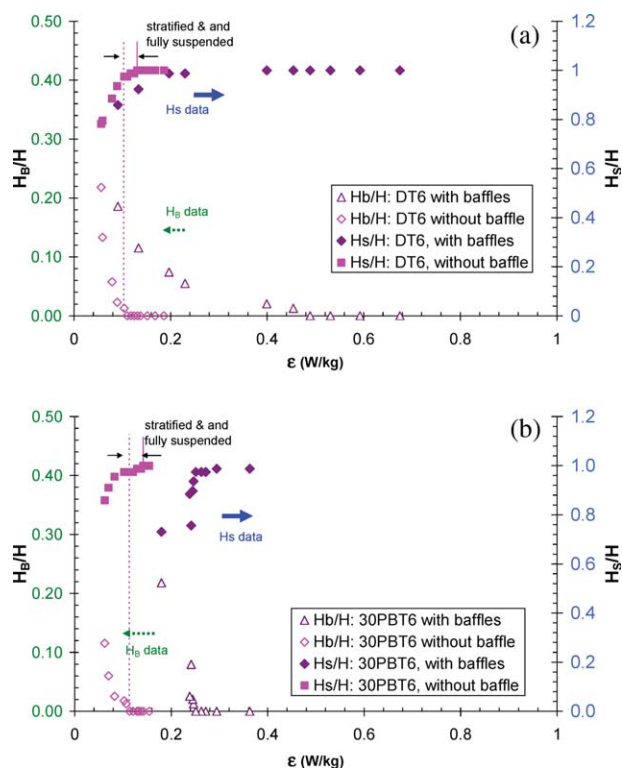 stratified & and
fully suspended
(a)
0.50
0.40
0.30
0.20
0.10
0.00
H_B/H
1.2
1
0.8
0.6
0.4
0.2
0
H_S/H
Hs data
H_B data
Hb/H: DT6 with baffles
Hb/H: DT6 without baffle
Hs/H: DT6, with baffles
Hs/H: DT6, without baffle
0 0.2 0.4 0.6 0.8 1
ε (W/kg)
stratified & and
fully suspended
(b)
0.50
0.40
0.30
0.20
0.10
0.00
H_B/H
1.2
1.0
0.8
0.6
0.4
0.2
0.0
H_S/H
Hs data
H_B data
Hb/H: 30PBT6 with baffles
Hb/H: 30PBT6 without baffle
Hs/H: 30PBT6, with baffles
Hs/H: 30PBT6, without baffle
0 0.2 0.4 0.6 0.8 1
ε (W/kg)